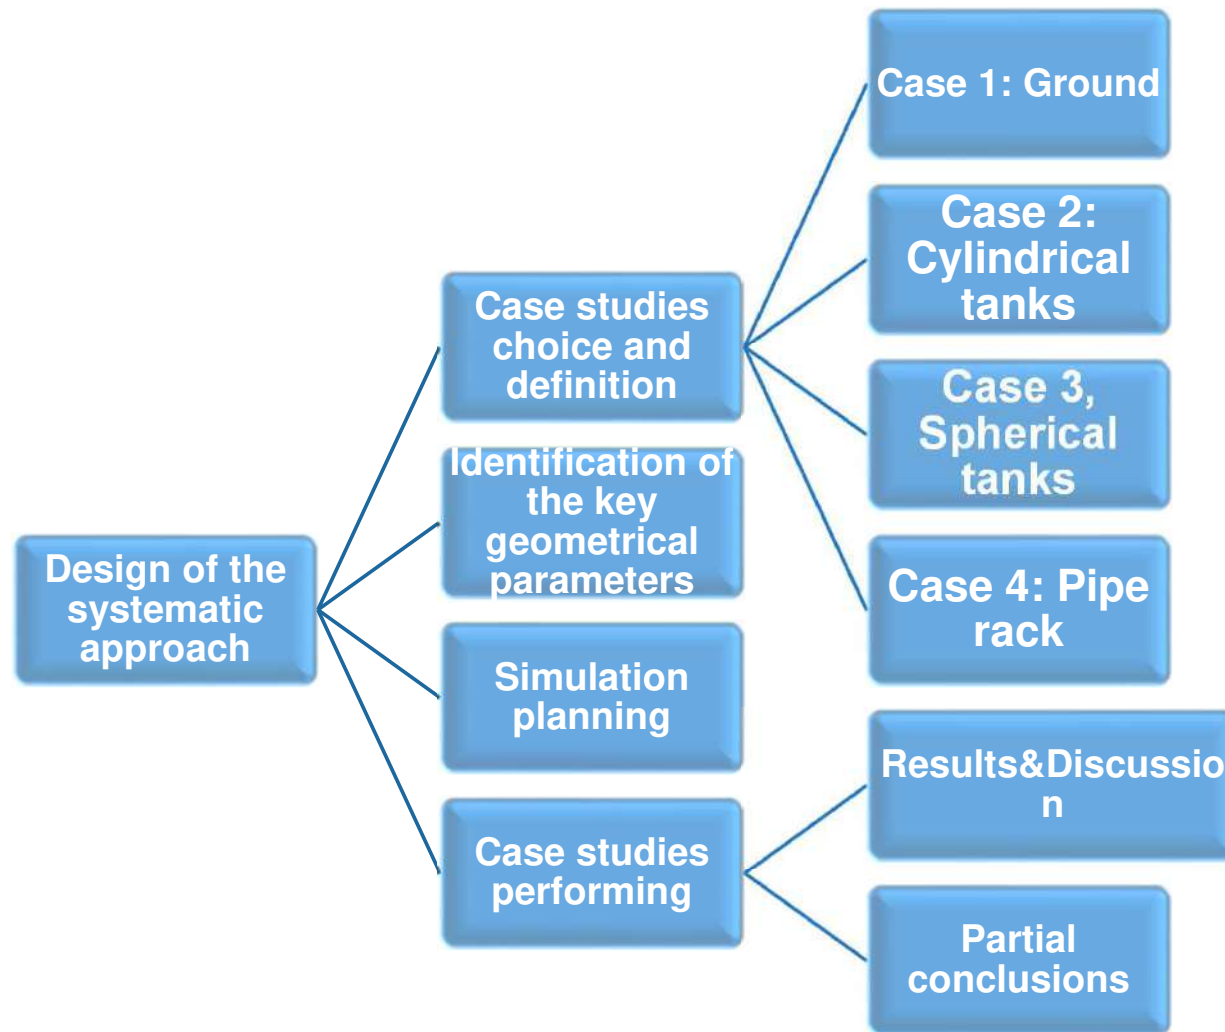 Design of the
systematic
approach
Case studies
choice and
definition
Identification of
the key
geometrical
parameters
Simulation
planning
Case studies
performing
Case 1: Ground
Case 2:
Cylindrical
tanks
Case 3,
Spherical
tanks
Case 4: Pipe
rack
Results&Discussio
n
Partial
conclusions